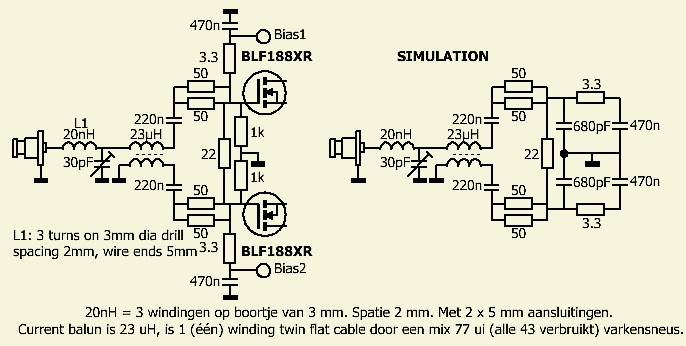 470n
Bias1
3.3
BLF188XR
SIMULATION
50
50
50
50
3.3
L1
20nH
30pF
220n
23µH
220n
1k
22
1k
20nH
30pF
220n
23µH
220n
22
680pF
470n
680pF
470n
50
50
50
50
3.3
3.3
BLF188XR
Bias2
470n
L1: 3 turns on 3mm dia drill
spacing 2mm, wire ends 5mm
20nH = 3 windingen op boortje van 3 mm. Spatie 2 mm. Met 2 x 5 mm aansluitingen.
Current balun is 23 uH, is 1 (één) winding twin flat cable door een mix 77 ui (alle 43 verbruikt) varkensneus.